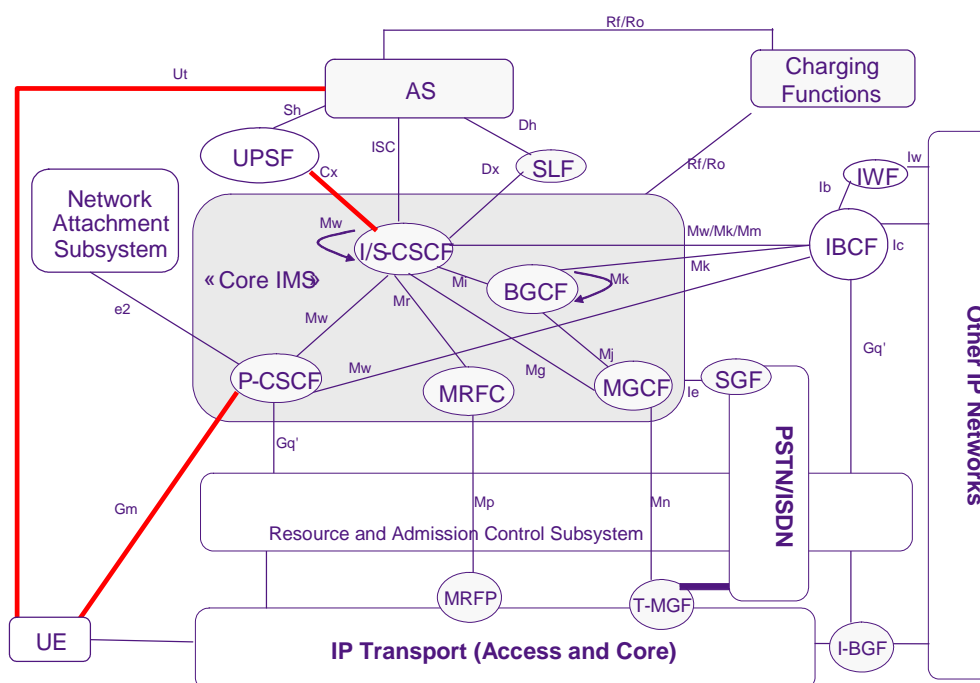 Rf/Ro
Ut
AS
Charging
Functions
Sh
ISC
Dh
UPSF
Cx
Dx
SLF
Rf/Ro
Iw
IWF
Ib
Network
Attachment
Subsystem
Mw
I/S-CSCF
Mw/Mk/Mm
IBCF
Ic
« Core IMS »
Mi
BGCF
Mk
Mk
Mr
e2
Mw
Mw
Mg
Mj
Gq'
P-CSCF
MRFC
MGCF
Ie
SGF
Gq'
PSTN/ISDN
Other IP Networks
Gm
Mp
Mn
Resource and Admission Control Subsystem
MRFP
T-MGF
UE
IP Transport (Access and Core)
I-BGF